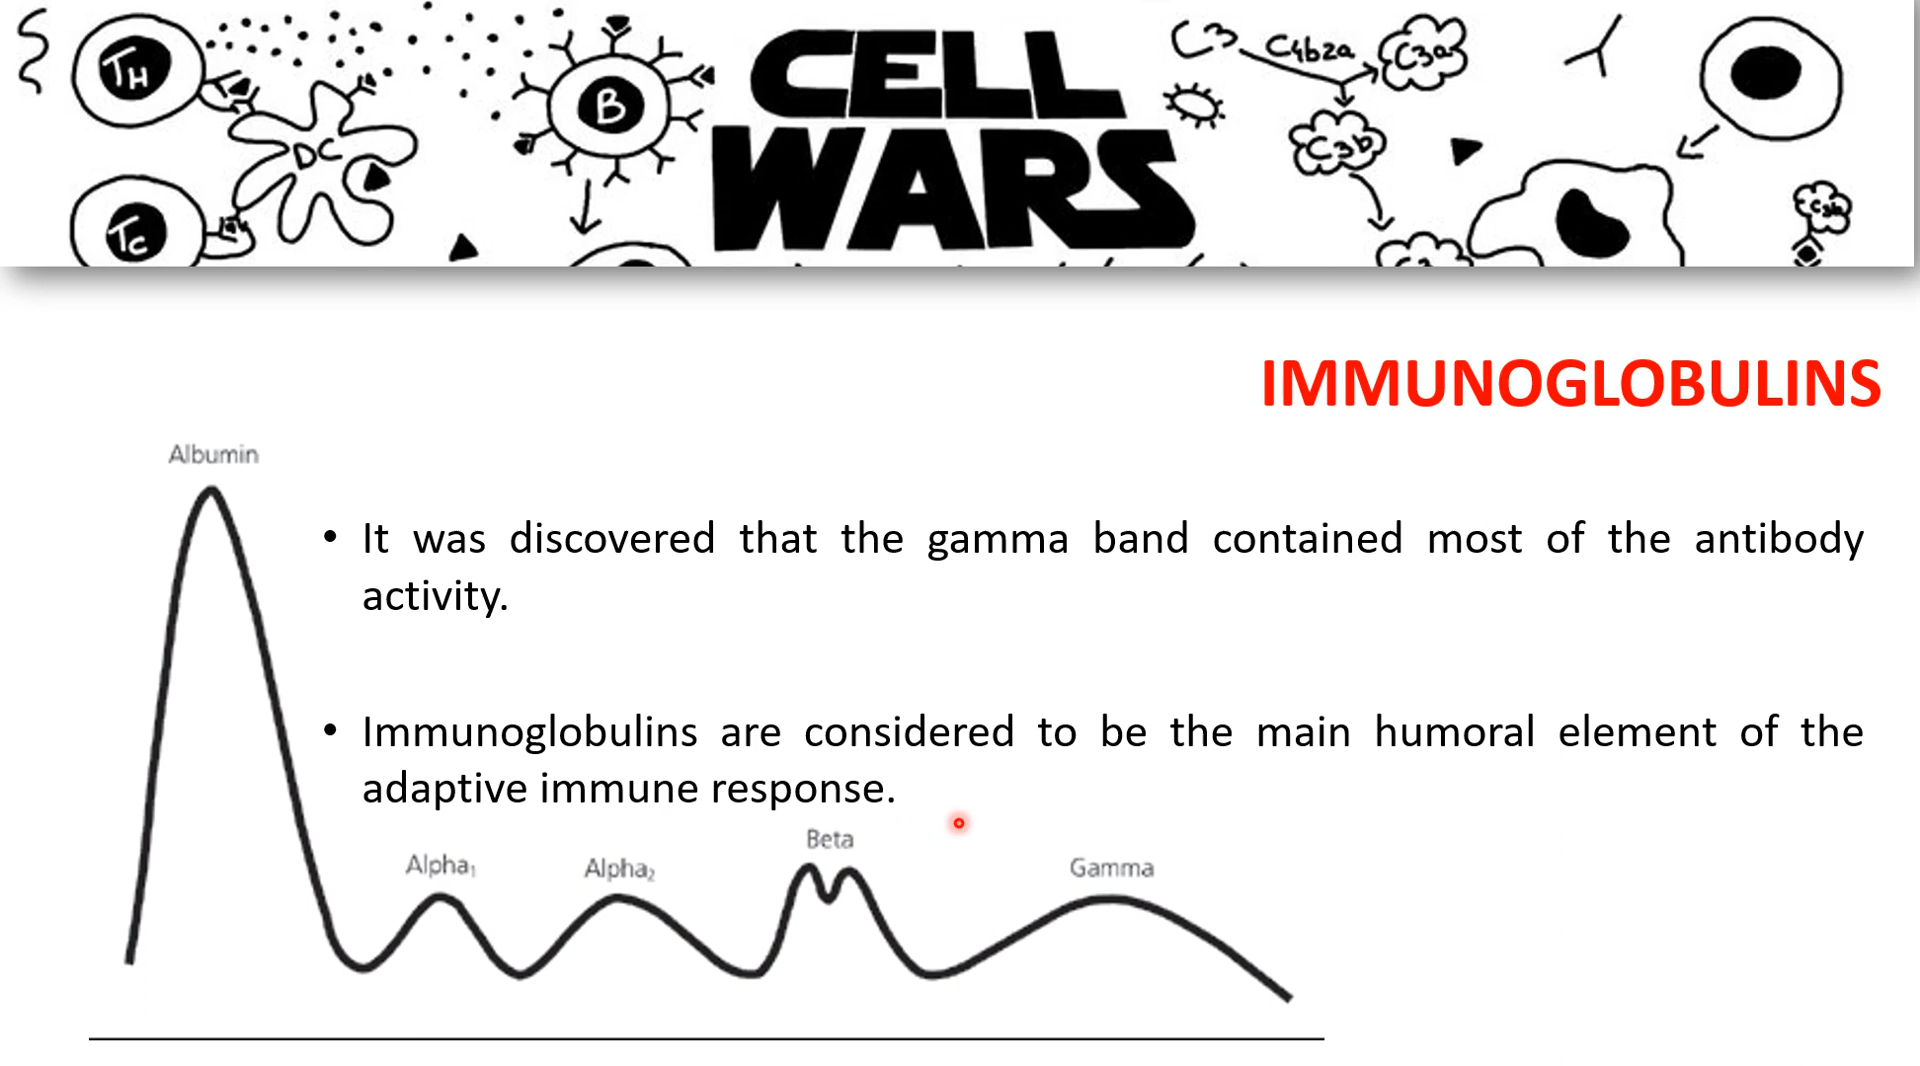 TH
B
CELL
C3
C4b2a
C3a
DC
WARS
C3b
Tc
C3b
IMMUNOGLOBULINS
Albumin
• It was discovered that the gamma band contained most of the antibody
activity.
• Immunoglobulins are considered to be the main humoral element of the
adaptive immune response.
Beta
Alpha₁
Alpha₂
Gamma